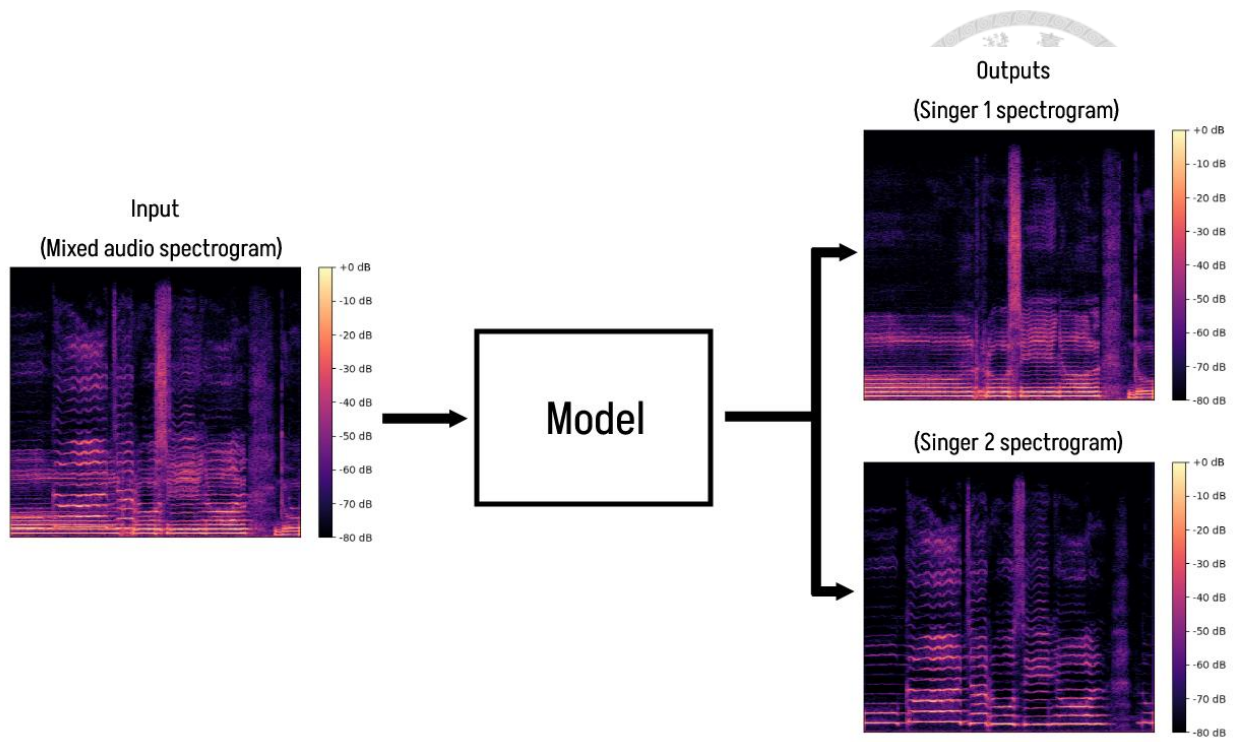 Outputs
(Singer 1 spectrogram)
+0 dB
-10 dB
-20 dB
-30 dB
-40 dB
-50 dB
-60 dB
-70 dB
-80 dB
Input
(Mixed audio spectrogram)
+0 dB
-10 dB
-20 dB
-30 dB
-40 dB
-50 dB
-60 dB
-70 dB
-80 dB
Model
(Singer 2 spectrogram)
+0 dB
-10 dB
-20 dB
-30 dB
-40 dB
-50 dB
-60 dB
-70 dB
-80 dB